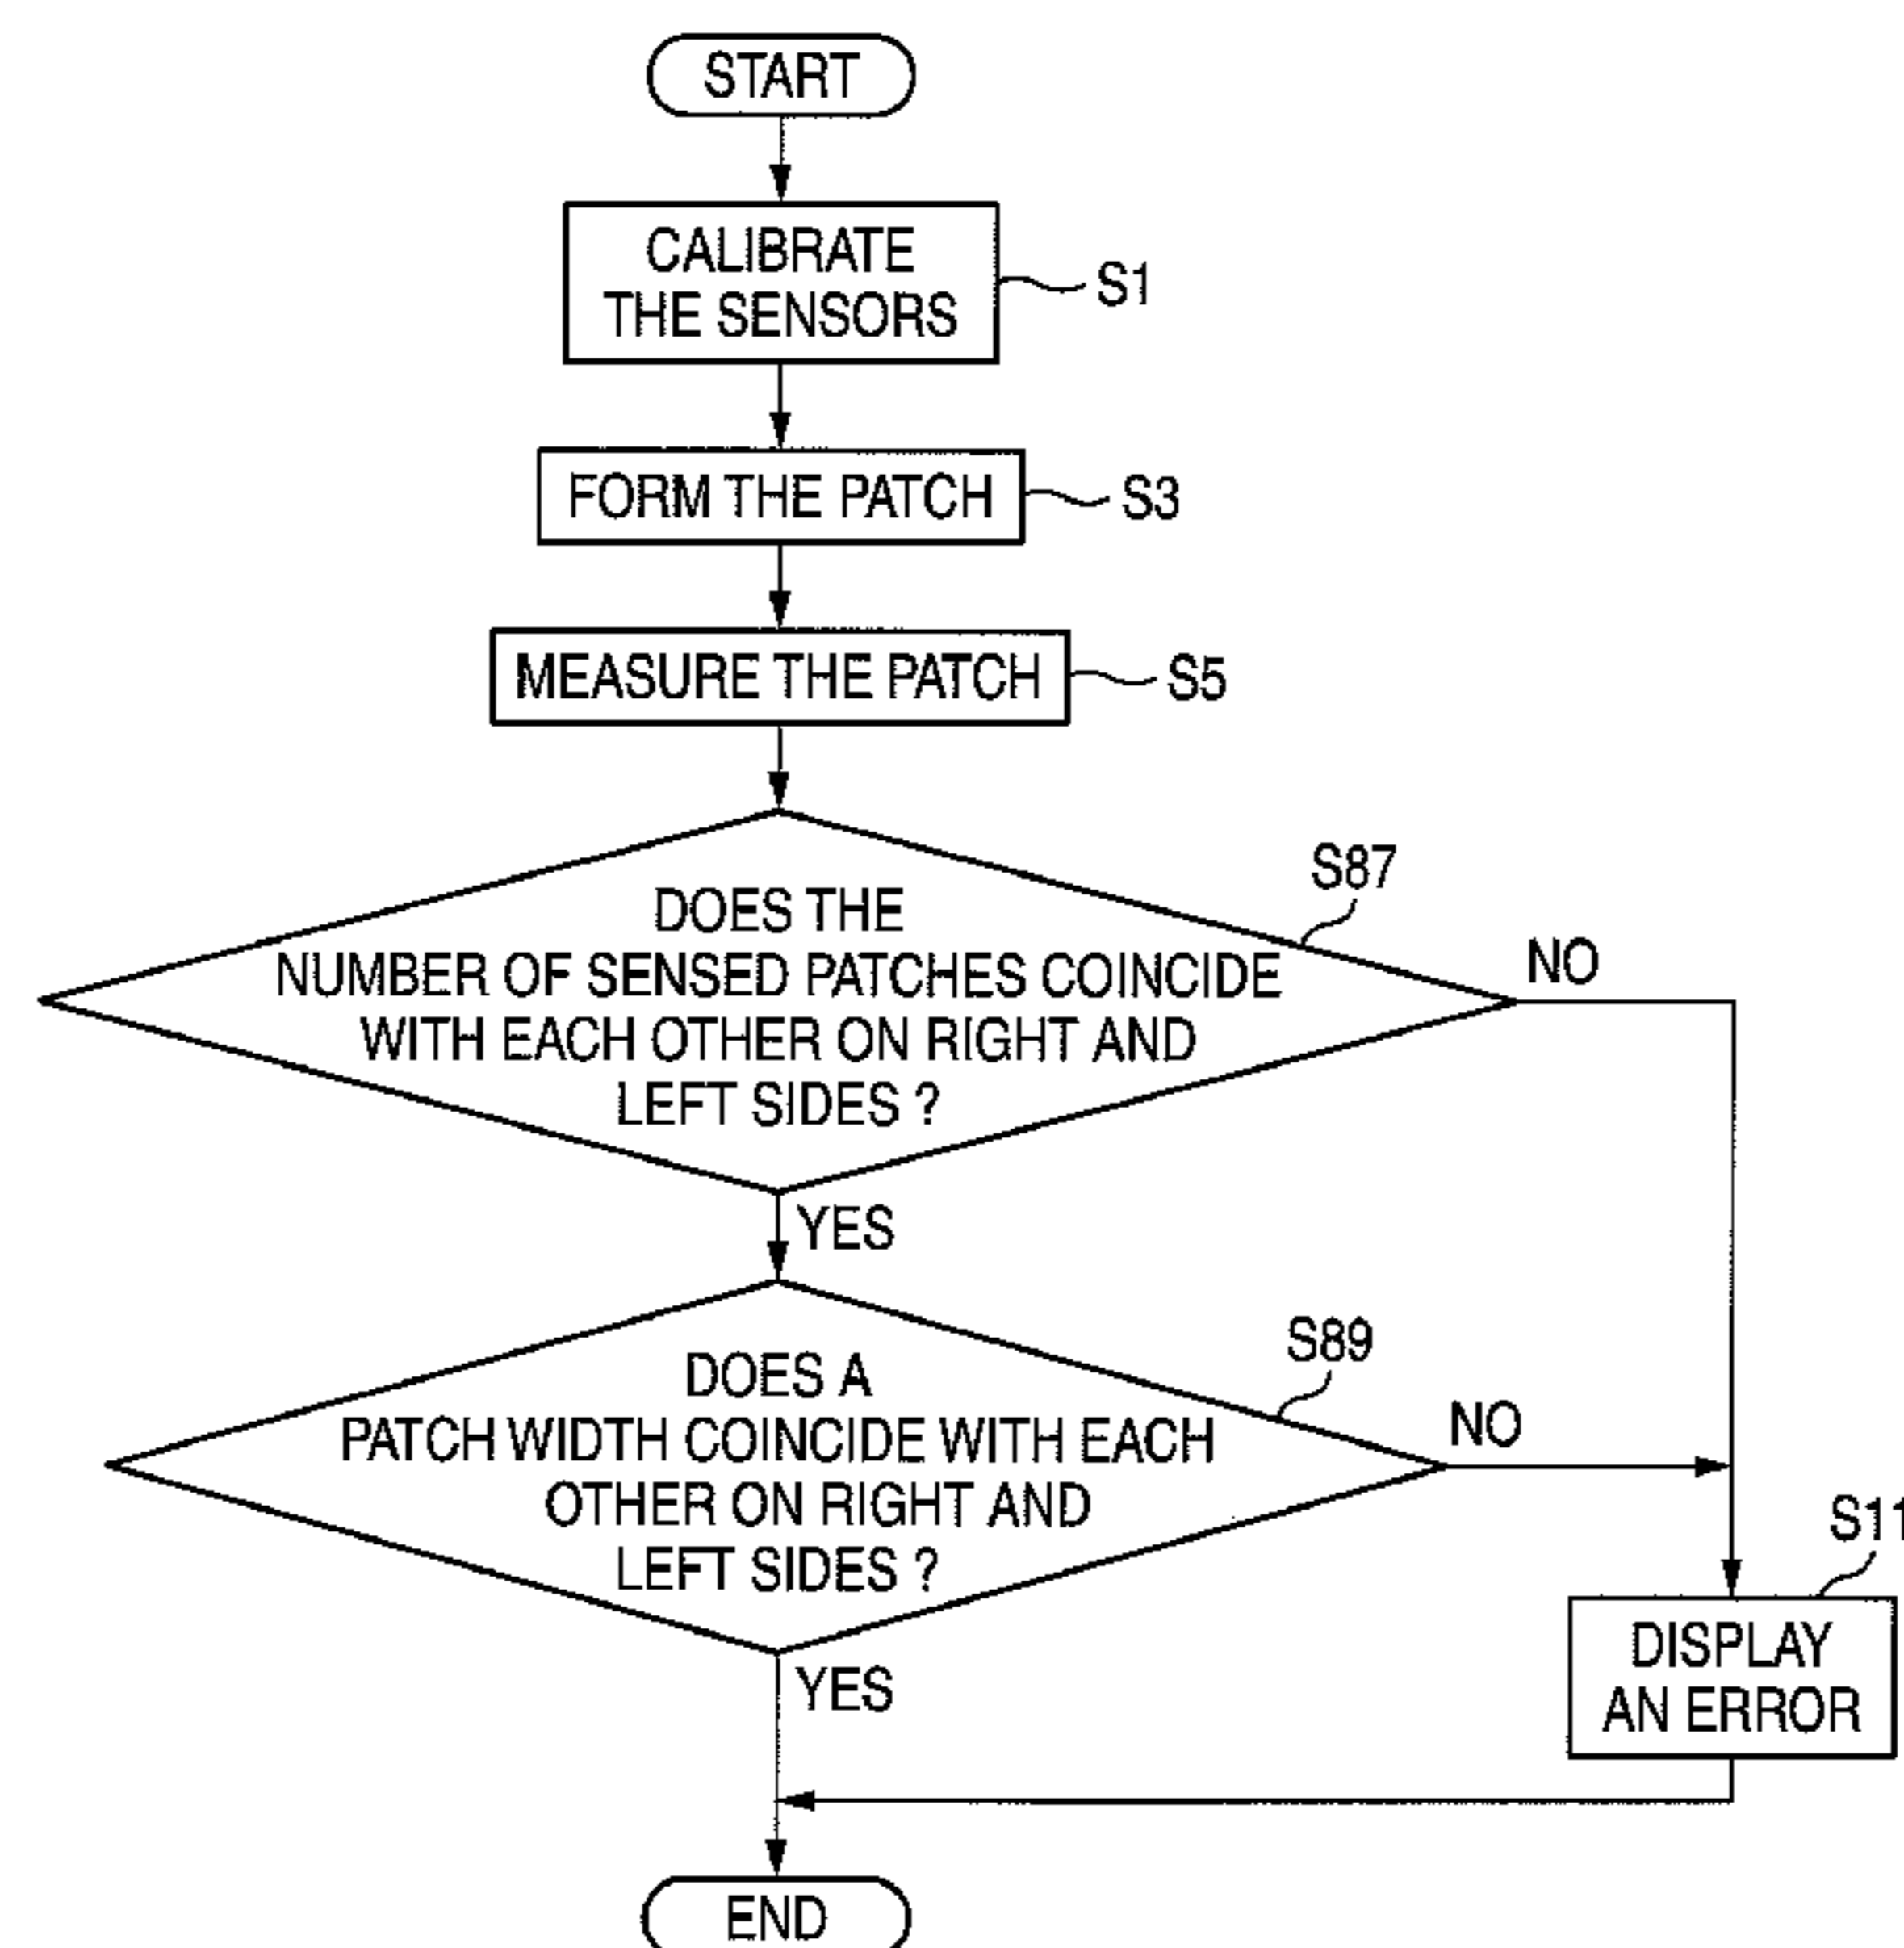 START
CALIBRATE
THE SENSORS
S1
FORM THE PATCH
S3
MEASURE THE PATCH
S5
S87
DOES THE
NUMBER OF SENSED PATCHES COINCIDE
WITH EACH OTHER ON RIGHT AND
LEFT SIDES ?
NO
YES
S89
DOES A
PATCH WIDTH COINCIDE WITH EACH
OTHER ON RIGHT AND
LEFT SIDES ?
NO
YES
S11
DISPLAY
AN ERROR
END